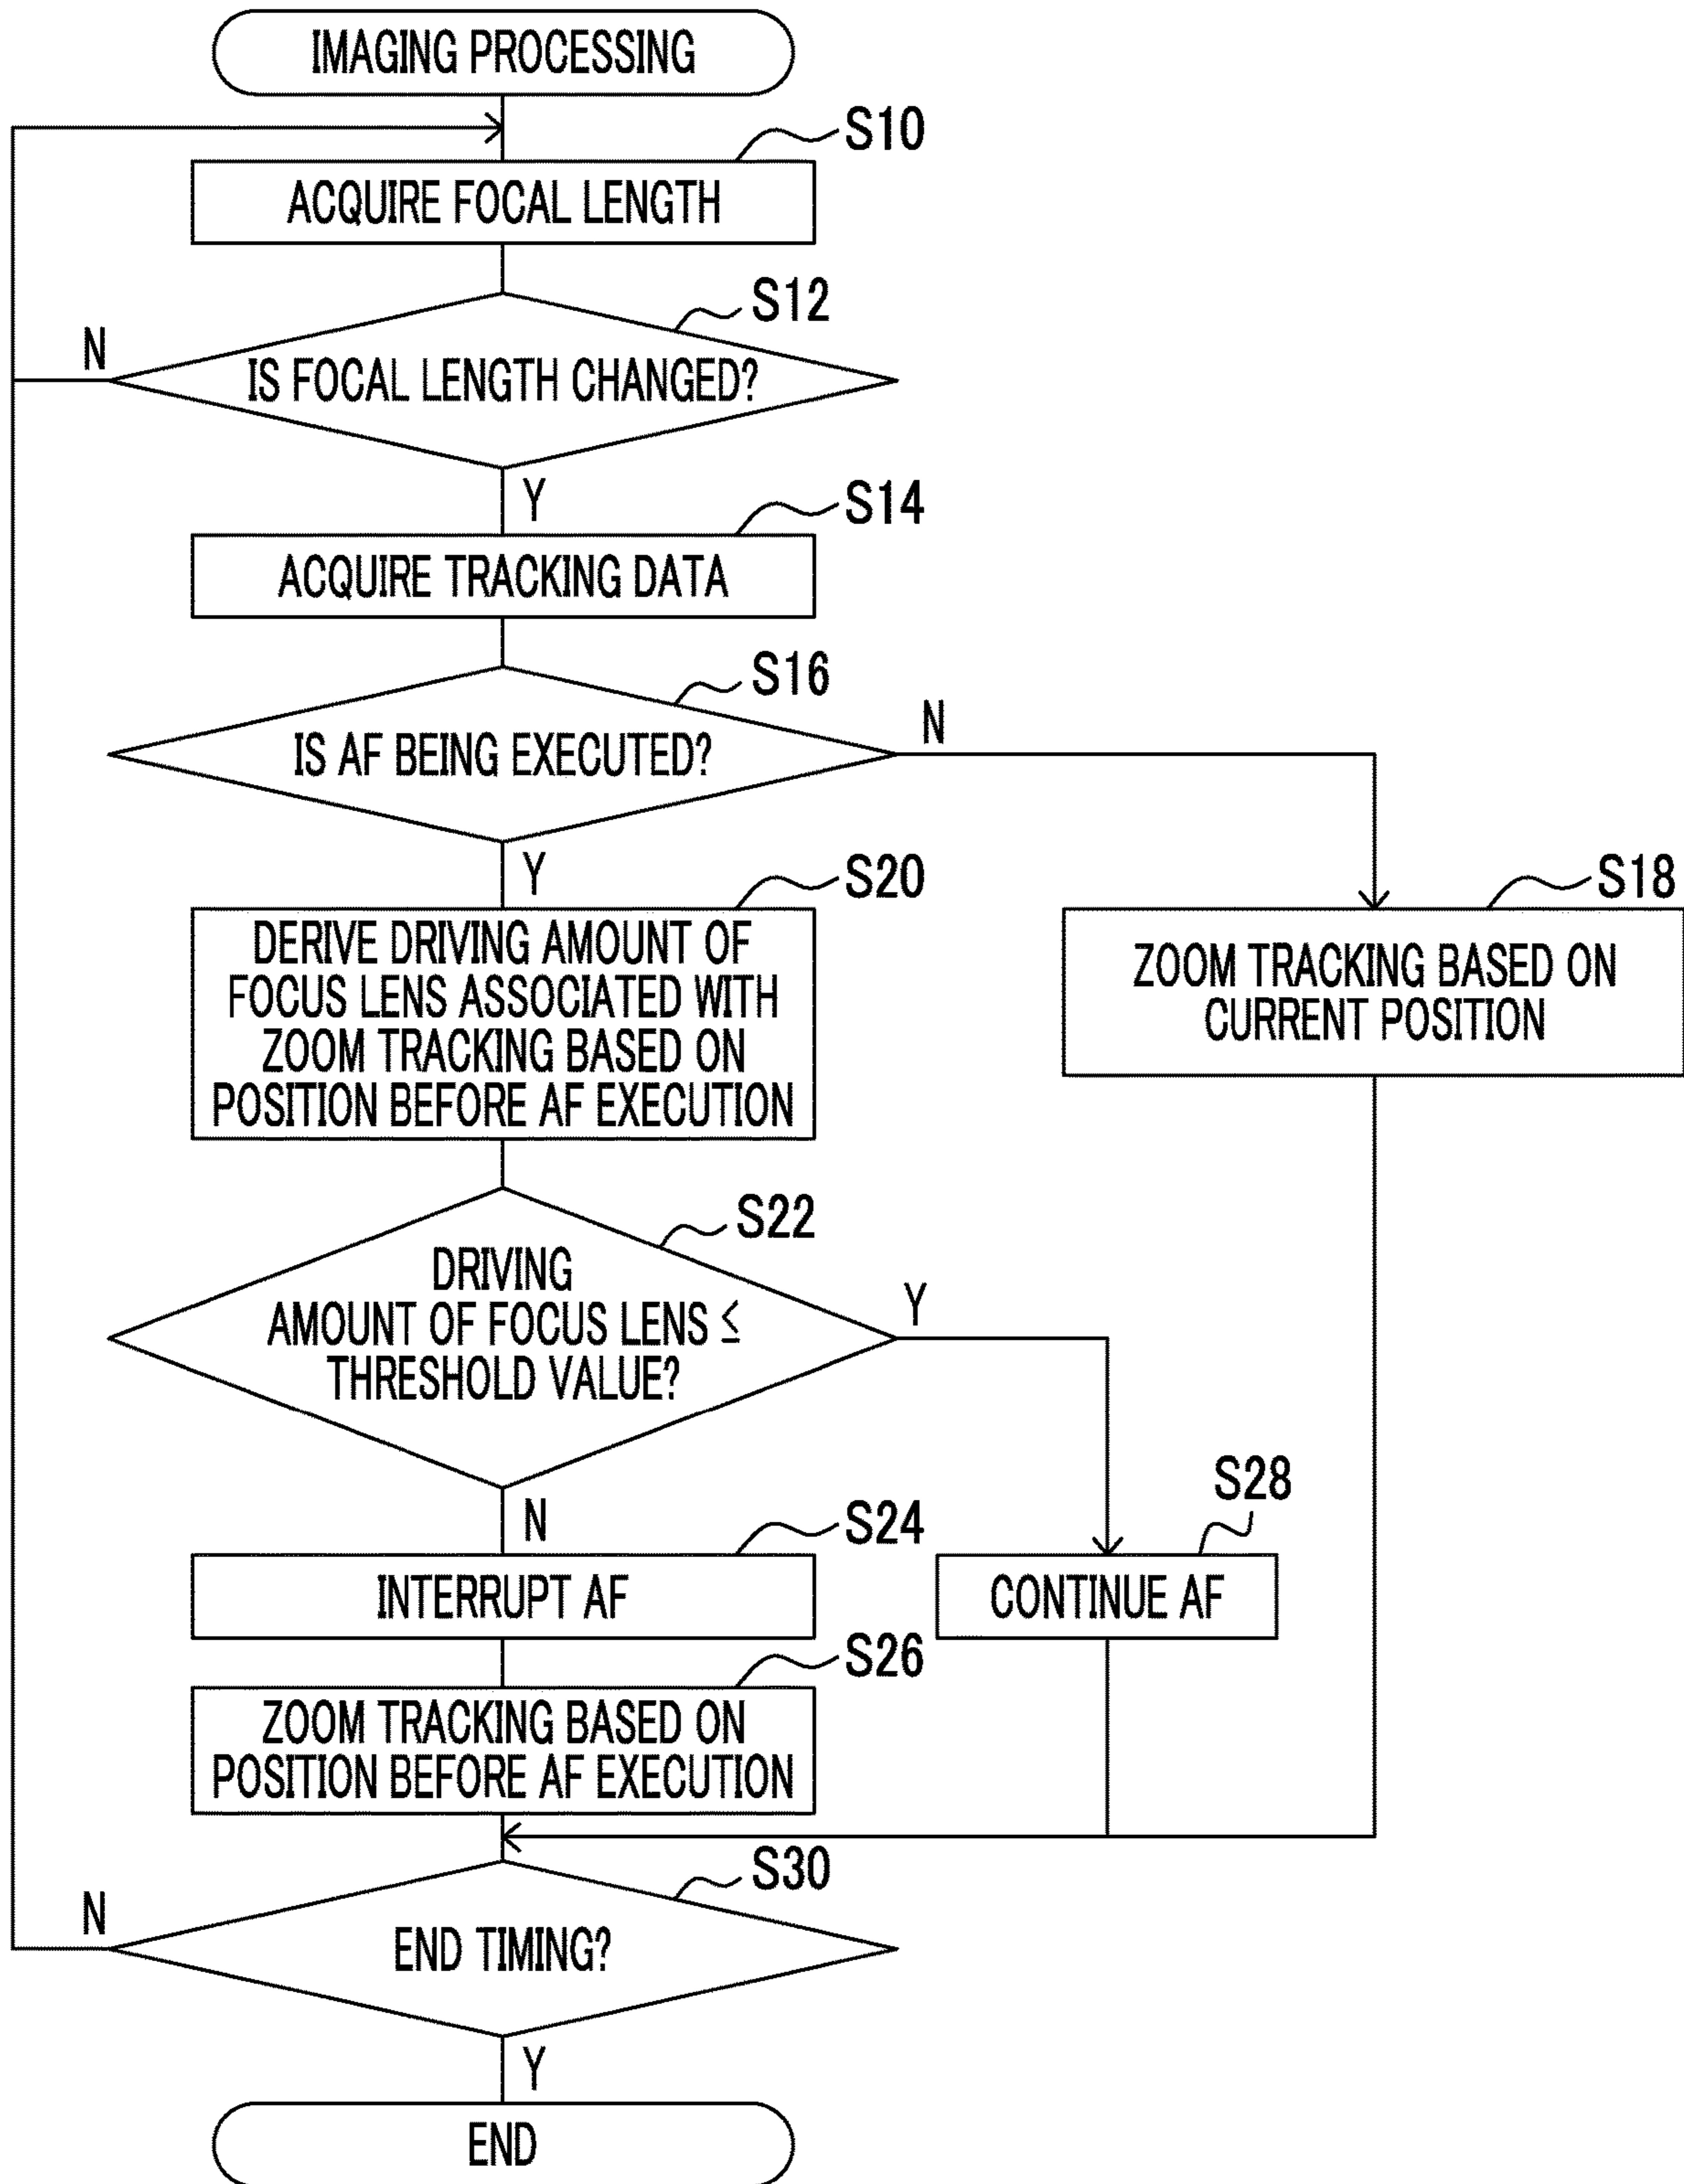 IMAGING PROCESSING
S10
ACQUIRE FOCAL LENGTH
S12
N
IS FOCAL LENGTH CHANGED?
Y
S14
ACQUIRE TRACKING DATA
S16
N
IS AF BEING EXECUTED?
Y
S20
S18
DERIVE DRIVING AMOUNT OF
FOCUS LENS ASSOCIATED WITH
ZOOM TRACKING BASED ON
POSITION BEFORE AF EXECUTION
ZOOM TRACKING BASED ON
CURRENT POSITION
S22
DRIVING
AMOUNT OF FOCUS LENS ≦
THRESHOLD VALUE?
Y
N
S24
S28
INTERRUPT AF
CONTINUE AF
S26
ZOOM TRACKING BASED ON
POSITION BEFORE AF EXECUTION
S30
N
END TIMING?
Y
END